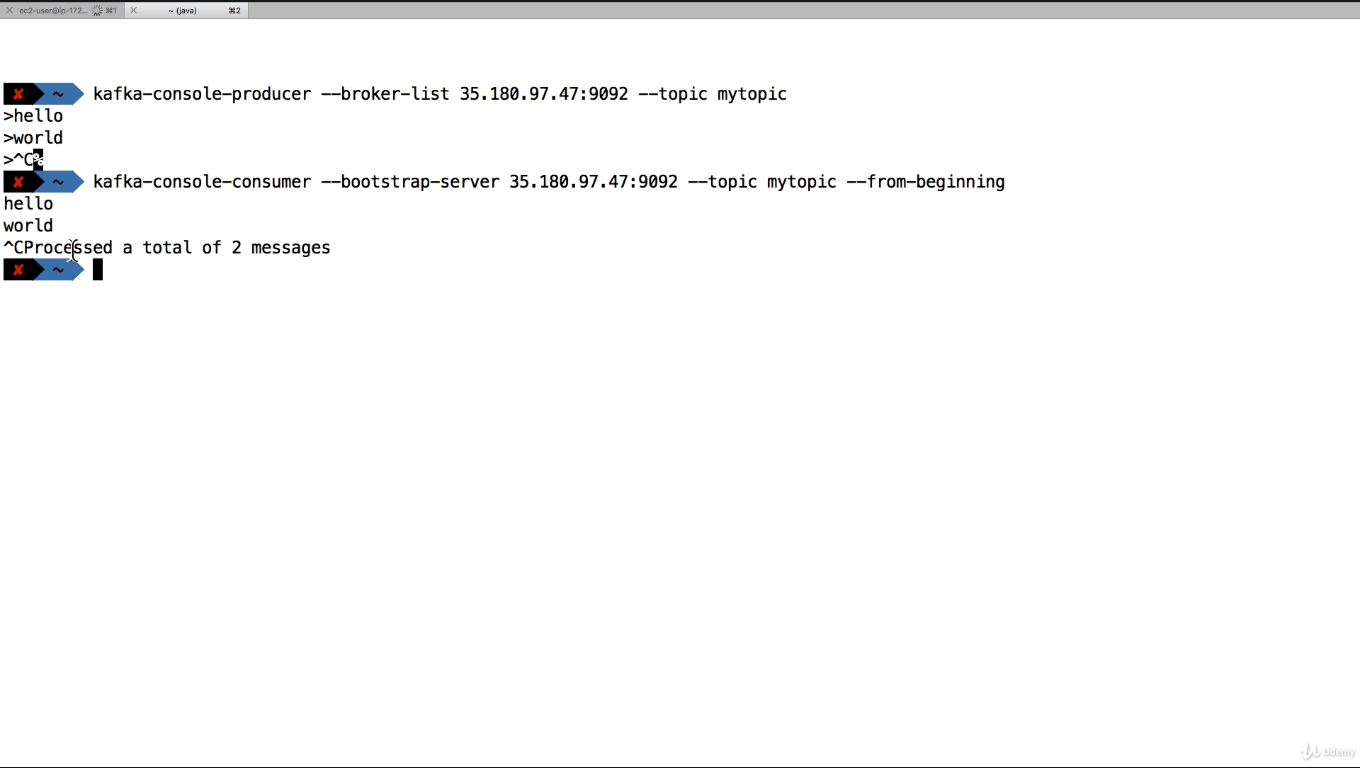 ec2-user@ip-172... ⌘1 ~ (java) ⌘2
✘ ~ kafka-console-producer --broker-list 35.180.97.47:9092 --topic mytopic
>hello
>world
>^C%
✘ ~ kafka-console-consumer --bootstrap-server 35.180.97.47:9092 --topic mytopic --from-beginning
hello
world
^CProcessed a total of 2 messages
✘ ~
Udemy